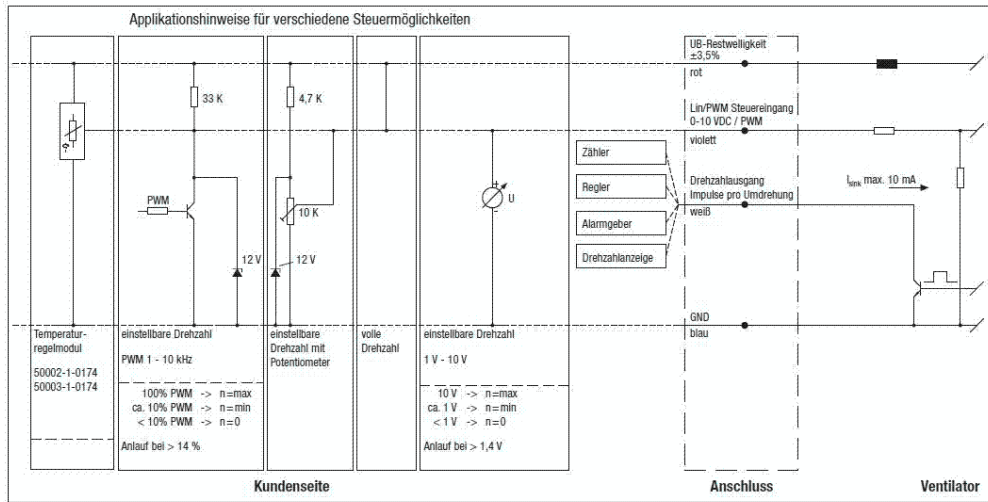 Applikationshinweise für verschiedene Steuermöglichkeiten
UB-Restwelligkeit
±3,5%
rot
33 K
4,7 K
Lin/PWM Steuereingang
0-10 VDC / PWM
violett
Zähler
Regler
Alarmgeber
Drehzahlanzeige
Drehzahlausgang
Impulse pro Umdrehung
weiß
I sink max. 10 mA
PWM
10 K
U
12 V
12 V
GND
blau
Temperatur-
regelmodul
50002-1-0174
50003-1-0174
einstellbare Drehzahl
PWM 1 - 10 kHz
100% PWM -> n=max
ca. 10% PWM -> n=min
< 10% PWM -> n=0
Anlauf bei > 14 %
einstellbare
Drehzahl mit
Potentiometer
volle
Drehzahl
einstellbare Drehzahl
1 V - 10 V
10 V -> n=max
ca. 1 V -> n=min
< 1 V -> n=0
Anlauf bei > 1,4 V
Kundenseite
Anschluss
Ventilator